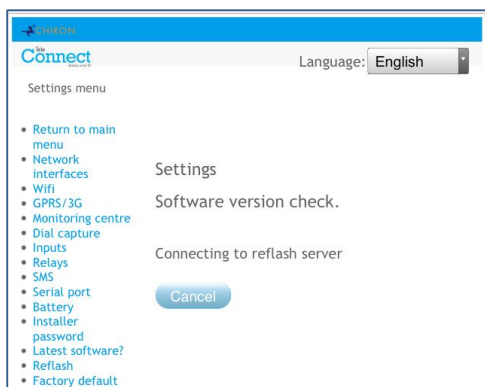 CHIRON
Connect
Language: English
Settings menu
Return to main
menu
Network
interfaces
Wifi
GPRS/3G
Monitoring centre
Dial capture
Inputs
Relays
SMS
Serial port
Battery
Installer
password
Latest software?
Reflash
Factory default
Settings
Software version check.
Connecting to reflash server
Cancel